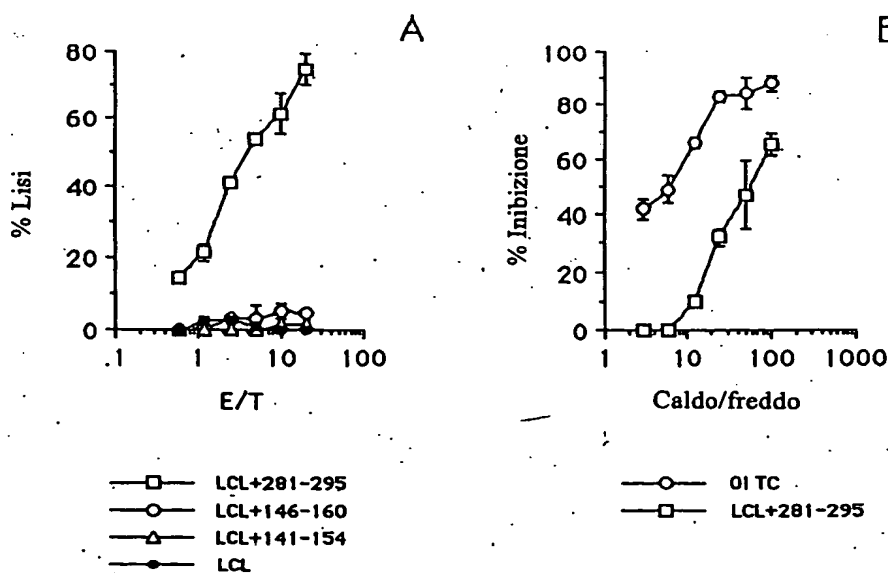 A
80
60
40
20
0
% Lisi
.1 1 10 100
E/T
LCL+281-295
LCL+146-160
LCL+141-154
LCL
100
80
60
40
20
0
% Inibizione
1 10 100 1000
Caldo/freddo
OI TC
LCL+281-295